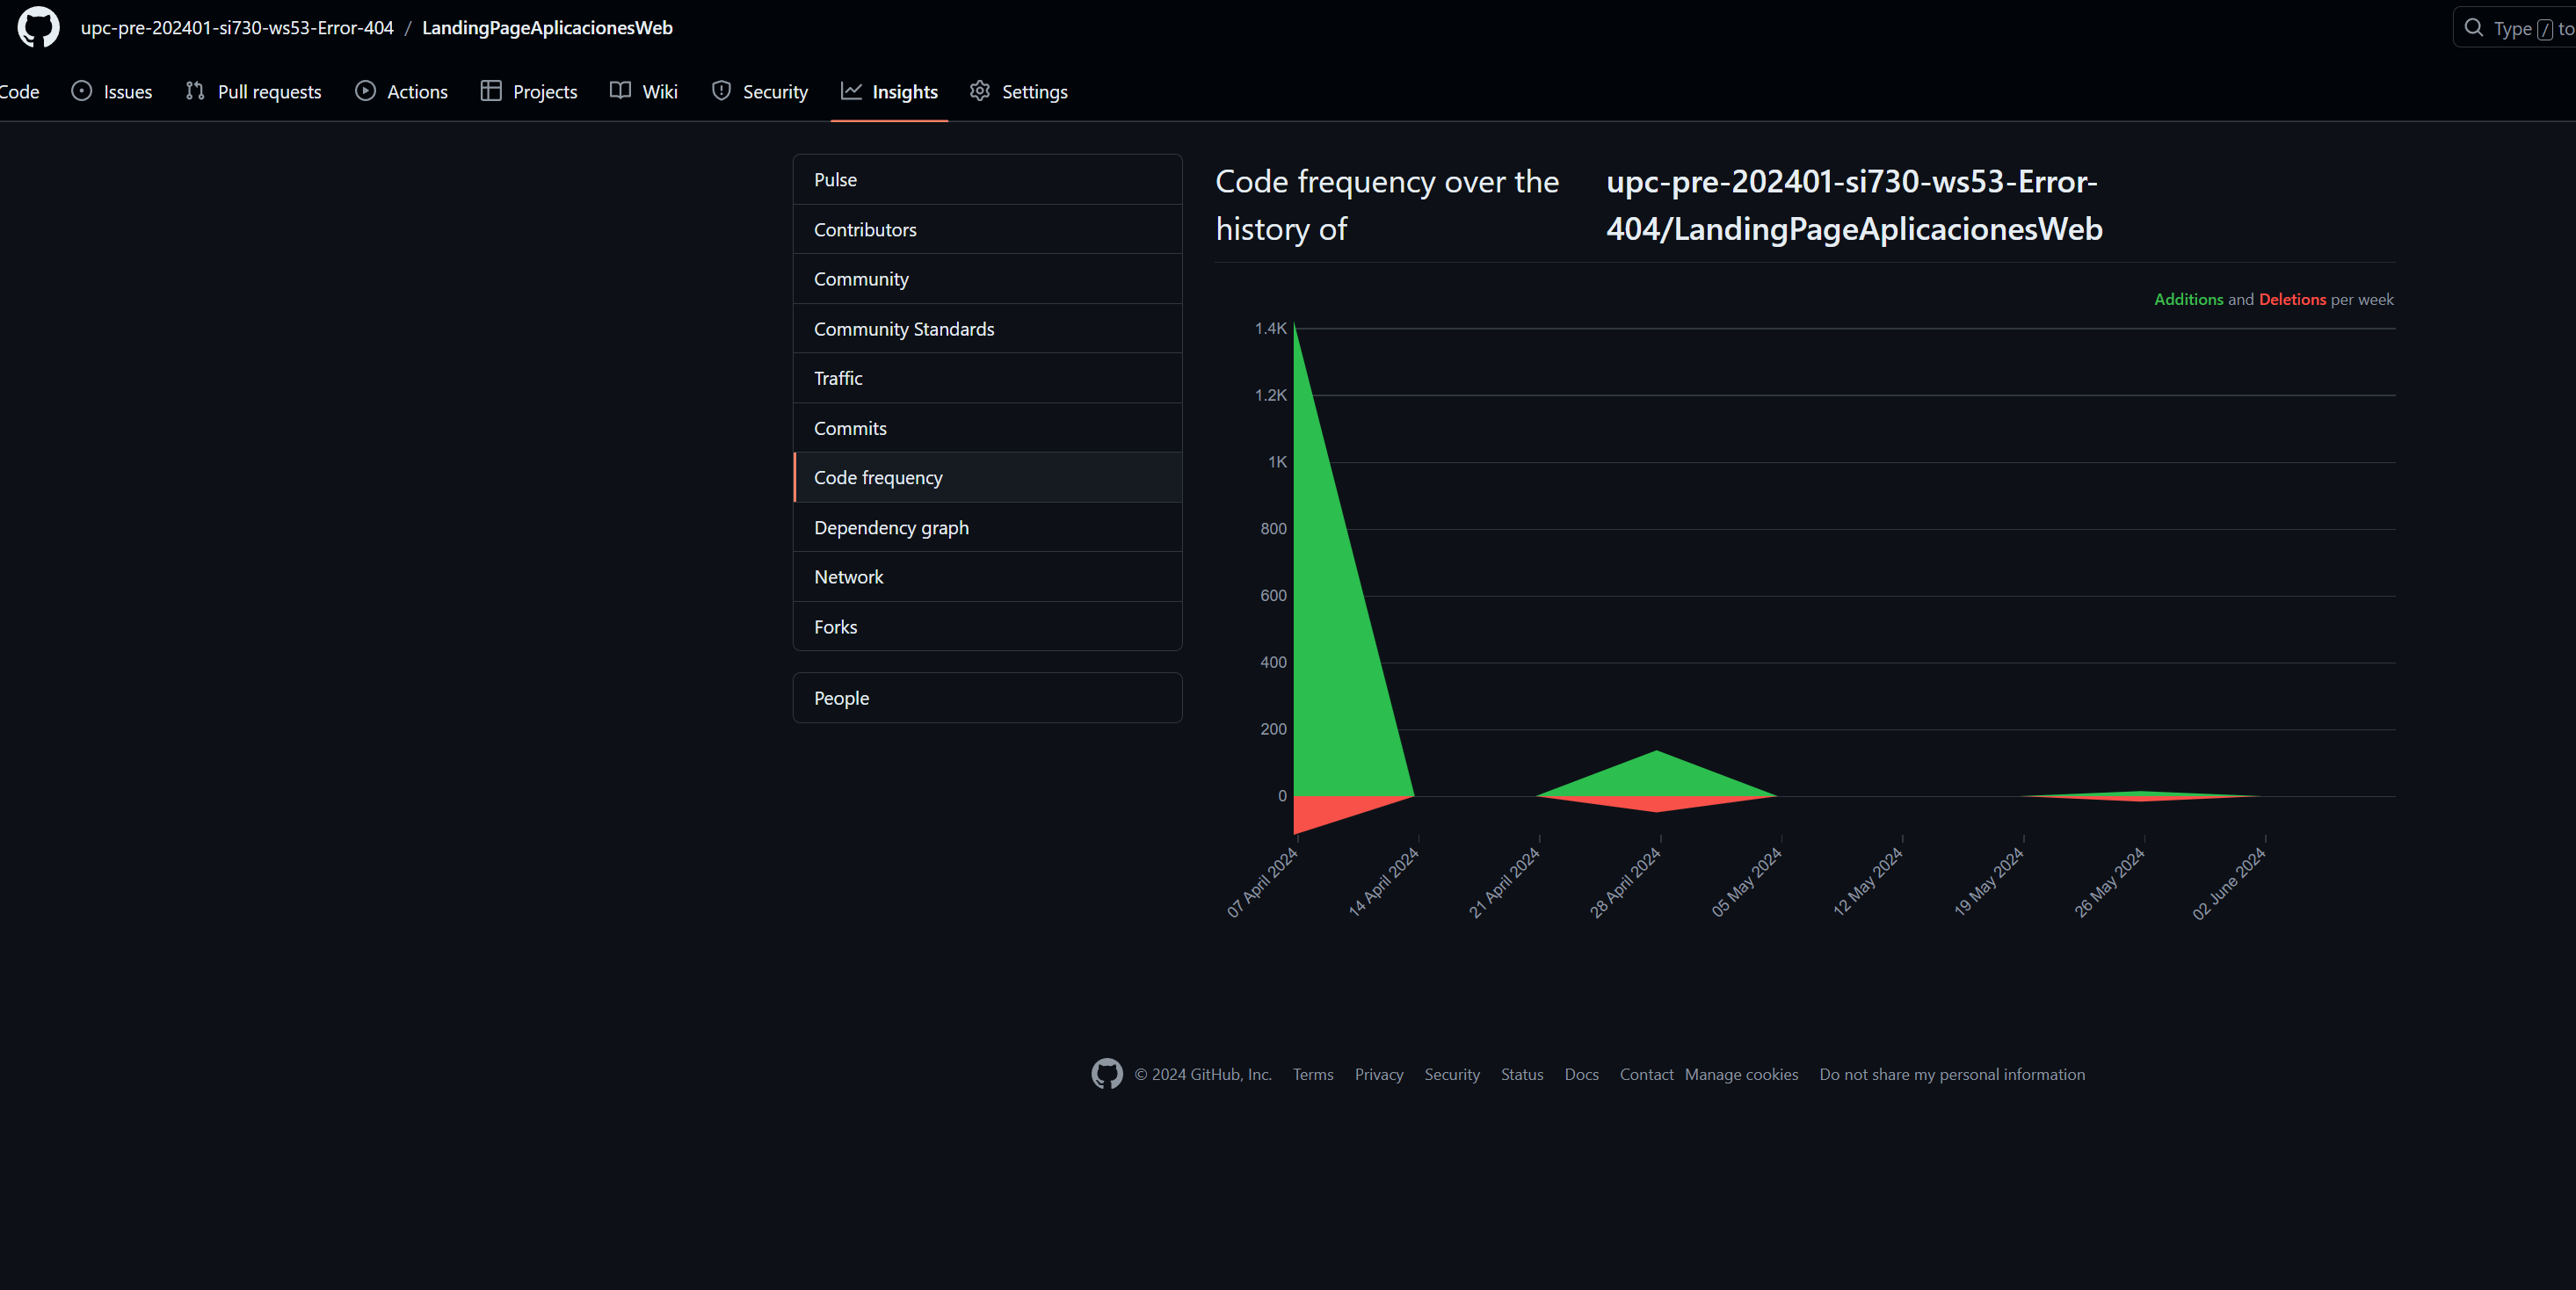 upc-pre-202401-si730-ws53-Error-404 / LandingPageAplicacionesWeb
Type / to
Code Issues Pull requests Actions Projects Wiki Security Insights Settings
Pulse
Contributors
Community
Community Standards
Traffic
Commits
Code frequency
Dependency graph
Network
Forks
People
Code frequency over the
history of
upc-pre-202401-si730-ws53-Error-
404/LandingPageAplicacionesWeb
Additions and Deletions per week
1.4K
1.2K
1K
800
600
400
200
0
07 April 2024
14 April 2024
21 April 2024
28 April 2024
05 May 2024
12 May 2024
19 May 2024
26 May 2024
02 June 2024
© 2024 GitHub, Inc. Terms Privacy Security Status Docs Contact Manage cookies Do not share my personal information